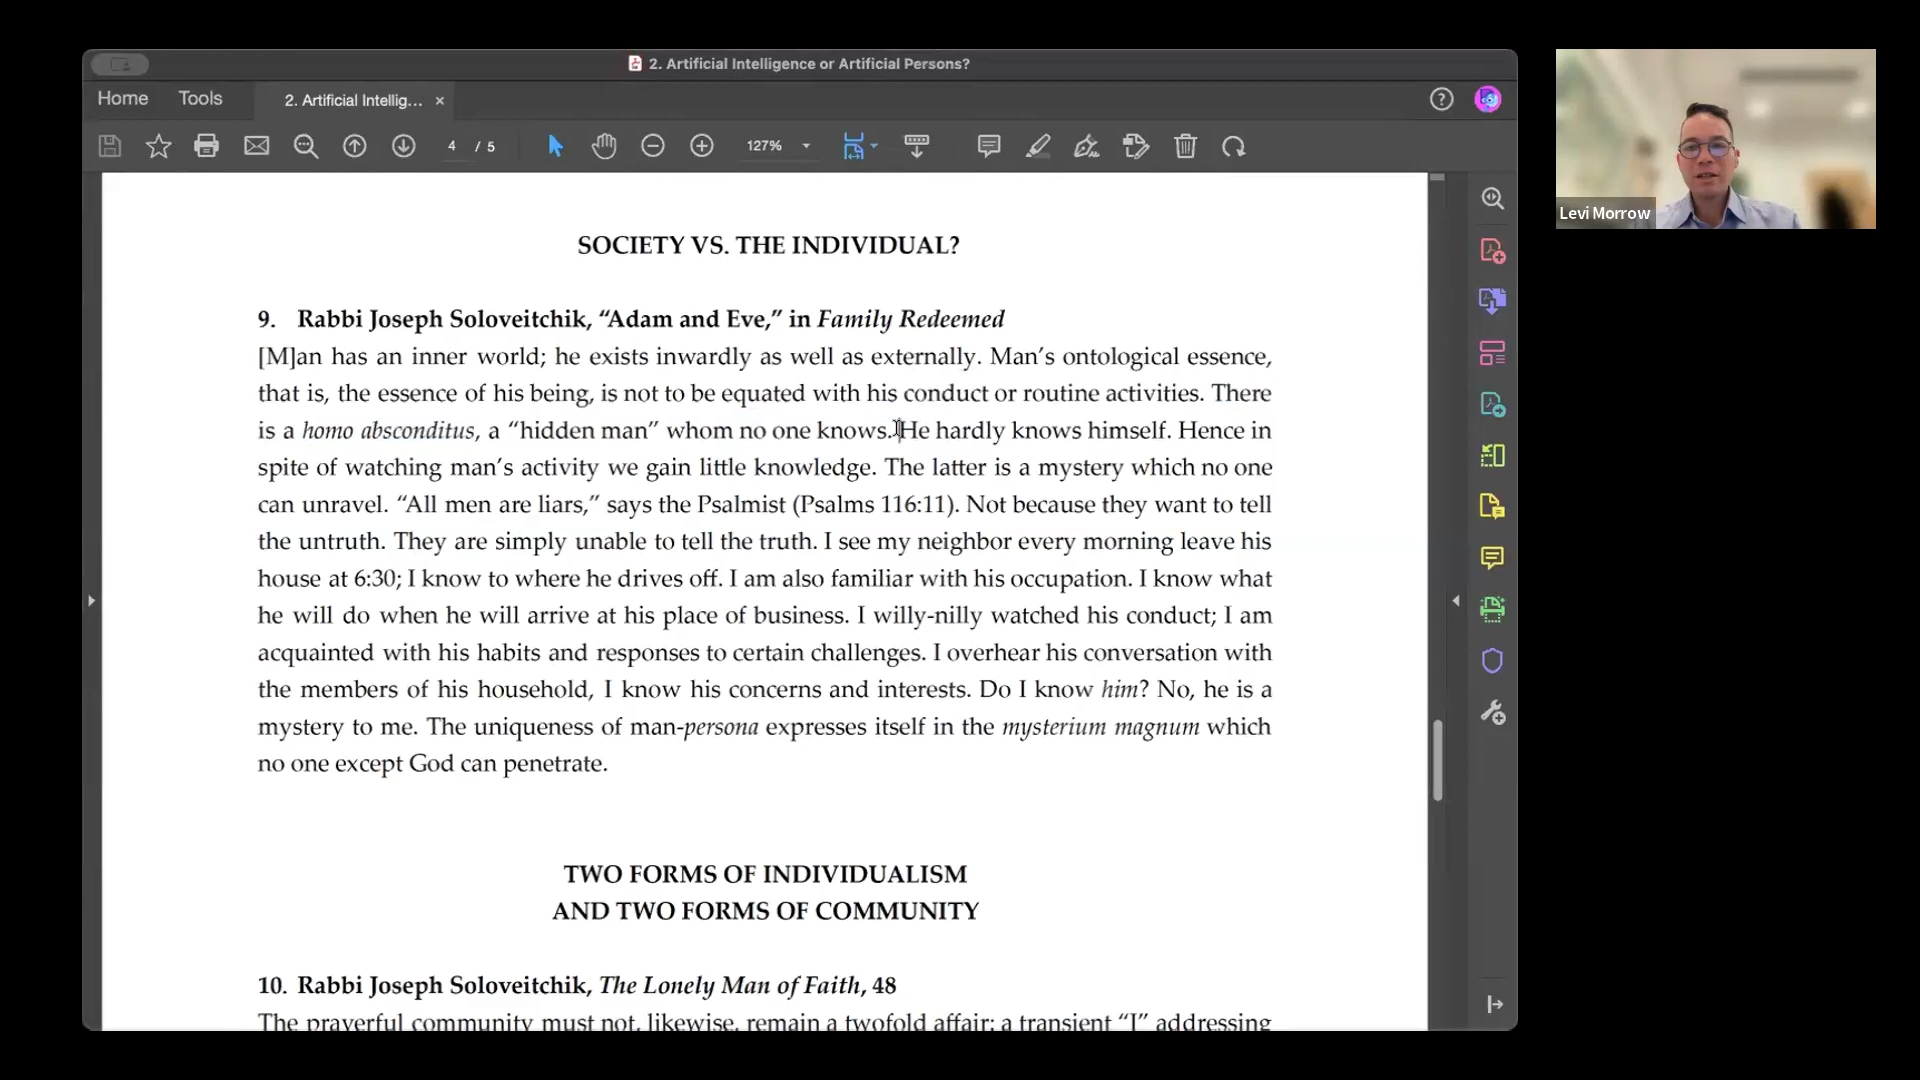 2. Artificial Intelligence or Artificial Persons?
Home
Tools
2. Artificial Intellig...
4 / 5
127%
Levi Morrow
SOCIETY VS. THE INDIVIDUAL?
9. Rabbi Joseph Soloveitchik, “Adam and Eve,” in Family Redeemed
[M]an has an inner world; he exists inwardly as well as externally. Man’s ontological essence,
that is, the essence of his being, is not to be equated with his conduct or routine activities. There
is a homo absconditus, a “hidden man” whom no one knows. He hardly knows himself. Hence in
spite of watching man’s activity we gain little knowledge. The latter is a mystery which no one
can unravel. “All men are liars,” says the Psalmist (Psalms 116:11). Not because they want to tell
the untruth. They are simply unable to tell the truth. I see my neighbor every morning leave his
house at 6:30; I know to where he drives off. I am also familiar with his occupation. I know what
he will do when he will arrive at his place of business. I willy-nilly watched his conduct; I am
acquainted with his habits and responses to certain challenges. I overhear his conversation with
the members of his household, I know his concerns and interests. Do I know him? No, he is a
mystery to me. The uniqueness of man-persona expresses itself in the mysterium magnum which
no one except God can penetrate.
TWO FORMS OF INDIVIDUALISM
AND TWO FORMS OF COMMUNITY
10. Rabbi Joseph Soloveitchik, The Lonely Man of Faith, 48
The prayerful community must not, likewise, remain a twofold affair: a transient “I” addressing